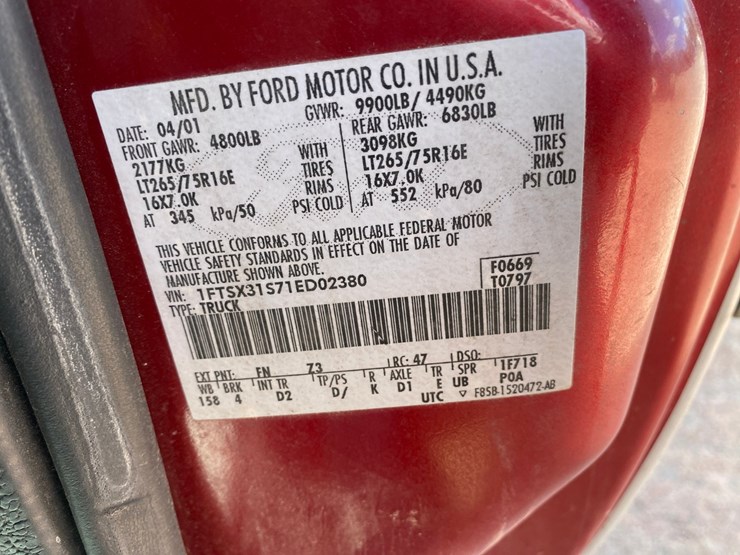 MFD. BY FORD MOTOR CO. IN U.S.A.
DATE: 04/01 GVWR: 9900LB/ 4490KG
FRONT GAWR: 4800LB REAR GAWR: 6830LB
2177KG WITH 3098KG WITH
LT265/75R16E TIRES LT265/75R16E TIRES
16X7.0K RIMS 16X7.0K RIMS
AT 345 kPa/50 PSI COLD AT 552 kPa/80 PSI COLD
THIS VEHICLE CONFORMS TO ALL APPLICABLE FEDERAL MOTOR
VEHICLE SAFETY STANDARDS IN EFFECT ON THE DATE OF
MANUFACTURE SHOWN ABOVE.
VIN: 1FTSX31S71ED02380 F0669
TYPE: TRUCK T0797
EXT PNT: FN Z3 RC: 47 DSO: 1F718
WB BRK INT TR TP/PS R AXLE TR SPR POA
158 4 D2 D/ K D1 E UB
UTC ▽ F85B-1520472-AB